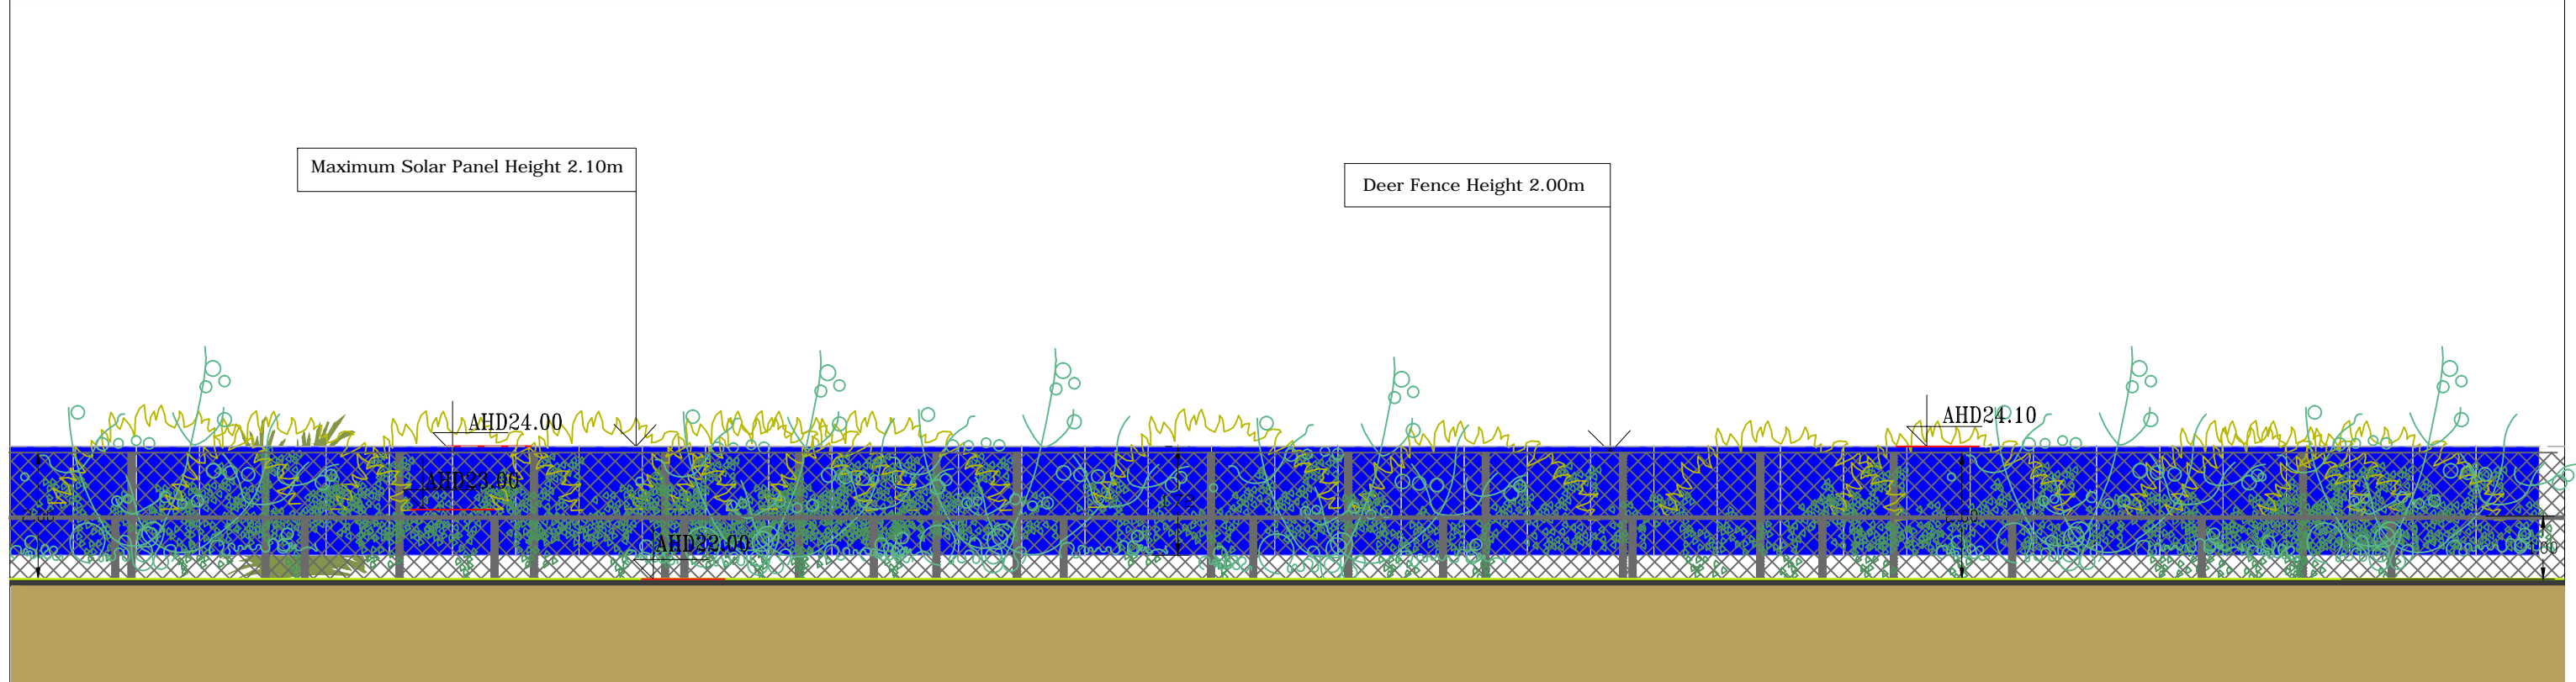 Maximum Solar Panel Height 2.10m
Deer Fence Height 2.00m
AHD24.00
AHD24.10
AHD23.00
AHD22.00